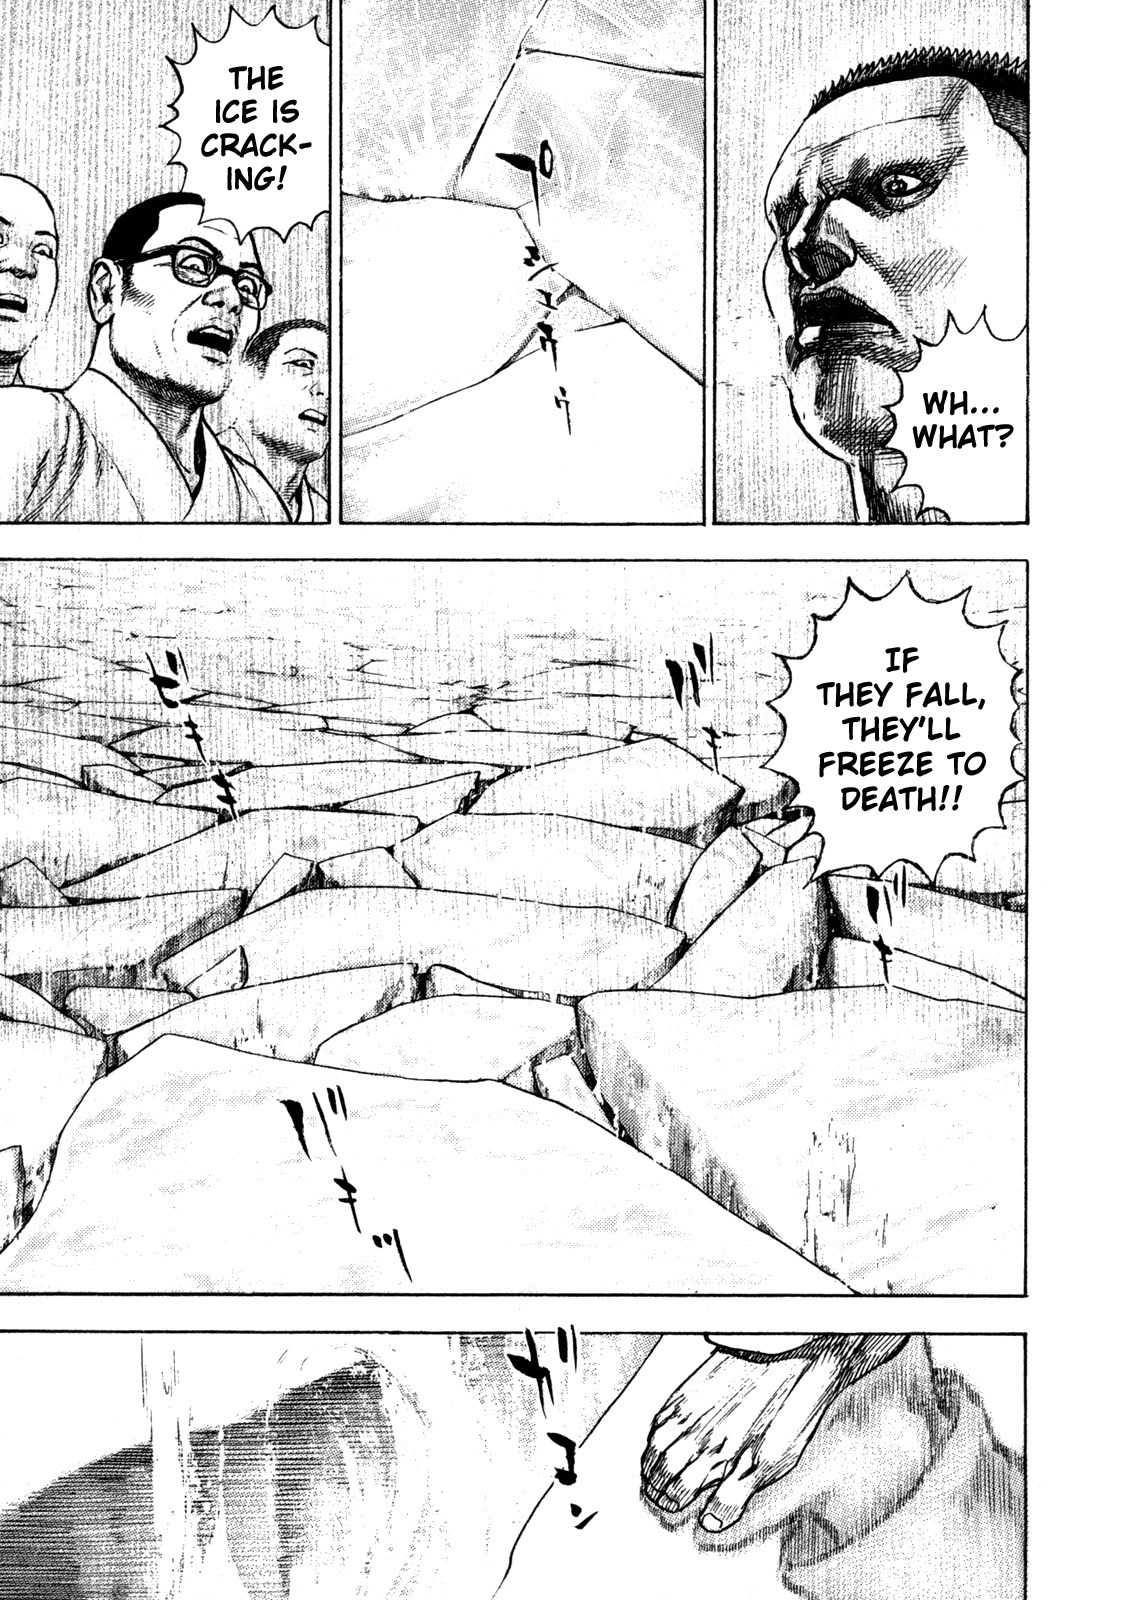 WH...
WHAT?
THE
ICE IS
CRACK-
ING!
IF
THEY FALL,
THEY'LL
FREEZE TO
DEATH!!